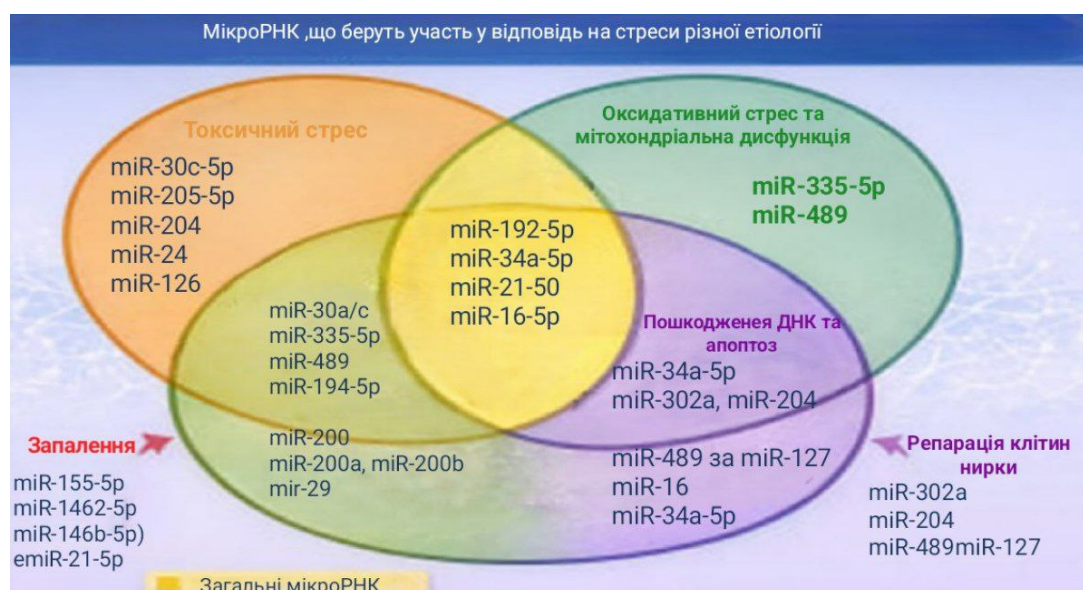 МікроРНК ,що беруть участь у відповідь на стреси різної етіології
Токсичний стрес
miR-30c-5p
miR-205-5p
miR-204
miR-24
miR-126
Оксидативний стрес та
мітохондріальна дисфункція
miR-335-5p
miR-489
miR-192-5p
miR-34a-5p
miR-21-50
miR-16-5p
miR-30a/c
miR-335-5p
miR-489
miR-194-5p
Пошкодженея ДНК та
апоптоз
miR-34a-5p
miR-302a, miR-204
miR-200
miR-200a, miR-200b
mir-29
miR-489 за miR-127
miR-16
miR-34a-5p
Запалення
miR-155-5p
miR-1462-5p
miR-146b-5p)
emiR-21-5p
Репарація клітин
нирки
miR-302a
miR-204
miR-489miR-127
Загальні мікроРНК